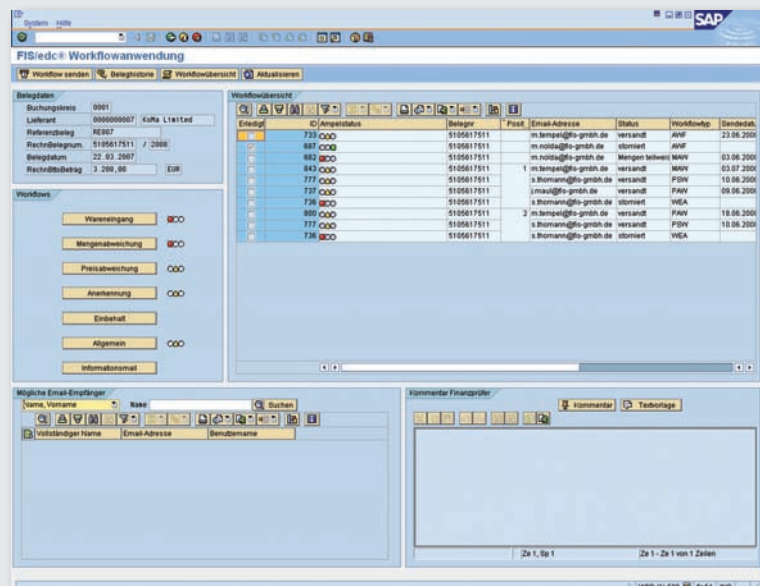 System Hilfe
SAP
FIS/edc® Workflowanwendung
Workflow senden Beleghistorie Workflowübersicht Aktualisieren
Belegdaten
Buchungskreis 0001
Lieferant 0000000007 KoMa Limited
Referenzbeleg RE007
RechnBelegnum. 5105617511 / 2008
Belegdatum 22.03.2007
RechnBttoBetrag 3.200,00 EUR
Workflows
Wareneingang
Mengenabweichung
Preisabweichung
Anerkennung
Einbehalt
Allgemein
Informationsmail
Workflowübersicht
Erledigt ID Ampelstatus Belegnr Posit_ Email-Adresse Status Workflowtyp Sendedatu
733 5105617511 m.tempel@fis-gmbh.de versandt AWF 23.06.200
687 5105617511 m.nolda@fis-gmbh.de storniert AWF
682 5105617511 m.nolda@fis-gmbh.de Mengen teilweis MAWV 03.06.200
843 5105617511 1 m.tempel@fis-gmbh.de versandt MAWV 03.07.200
777 5105617511 s.thomann@fis-gmbh.de versandt PSW 10.06.200
737 5105617511 j.maul@fis-gmbh.de versandt PAW 09.06.200
736 5105617511 s.thomann@fis-gmbh.de storniert WEA
800 5105617511 2 m.tempel@fis-gmbh.de versandt PAW 18.06.200
777 5105617511 s.thomann@fis-gmbh.de versandt PSW 10.06.200
736 5105617511 s.thomann@fis-gmbh.de storniert WEA
Mögliche Email-Empfänger
Name, Vorname Name Suchen
Vollständiger Name Email-Adresse Benutzername
Kommentar Finanzprüfer
Kommentar Textvorlage
Ze 1, Sp 1 Ze 1 - Ze 1 von 1 Zeilen